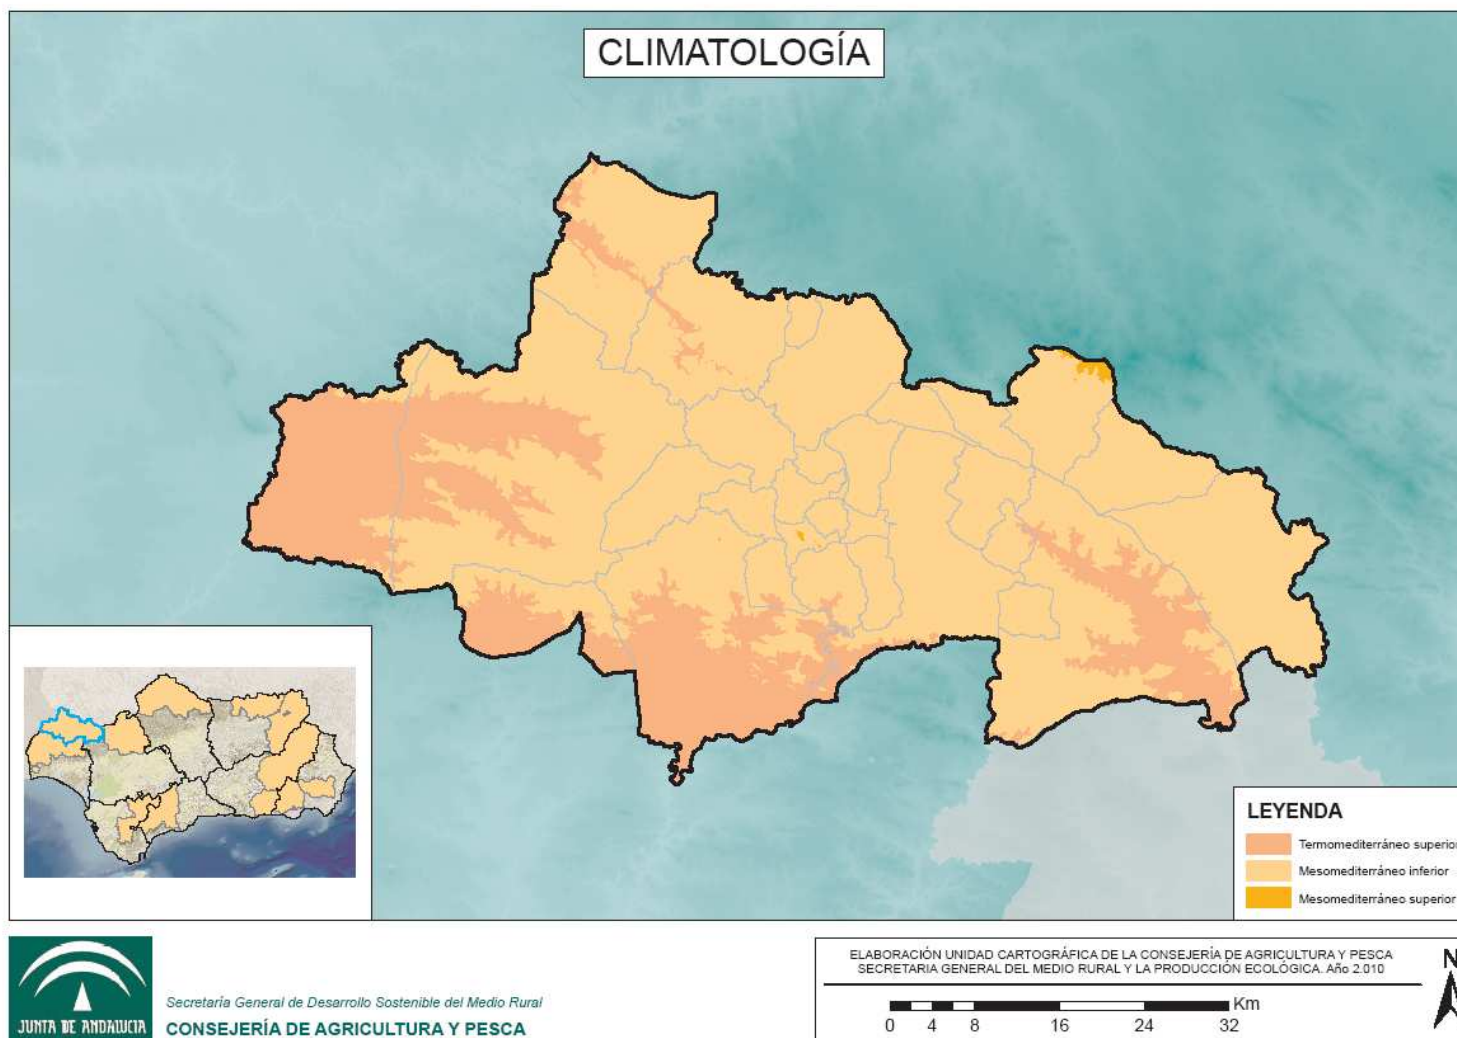 CLIMATOLOGÍA
LEYENDA
Termomediterráneo superior
Mesomediterráneo inferior
Mesomediterráneo superior
JUNTA DE ANDALUCIA
Secretaría General de Desarrollo Sostenible del Medio Rural
CONSEJERÍA DE AGRICULTURA Y PESCA
ELABORACIÓN UNIDAD CARTOGRÁFICA DE LA CONSEJERÍA DE AGRICULTURA Y PESCA
SECRETARIA GENERAL DEL MEDIO RURAL Y LA PRODUCCIÓN ECOLÓGICA. Año 2.010
Km
0 4 8 16 24 32
N